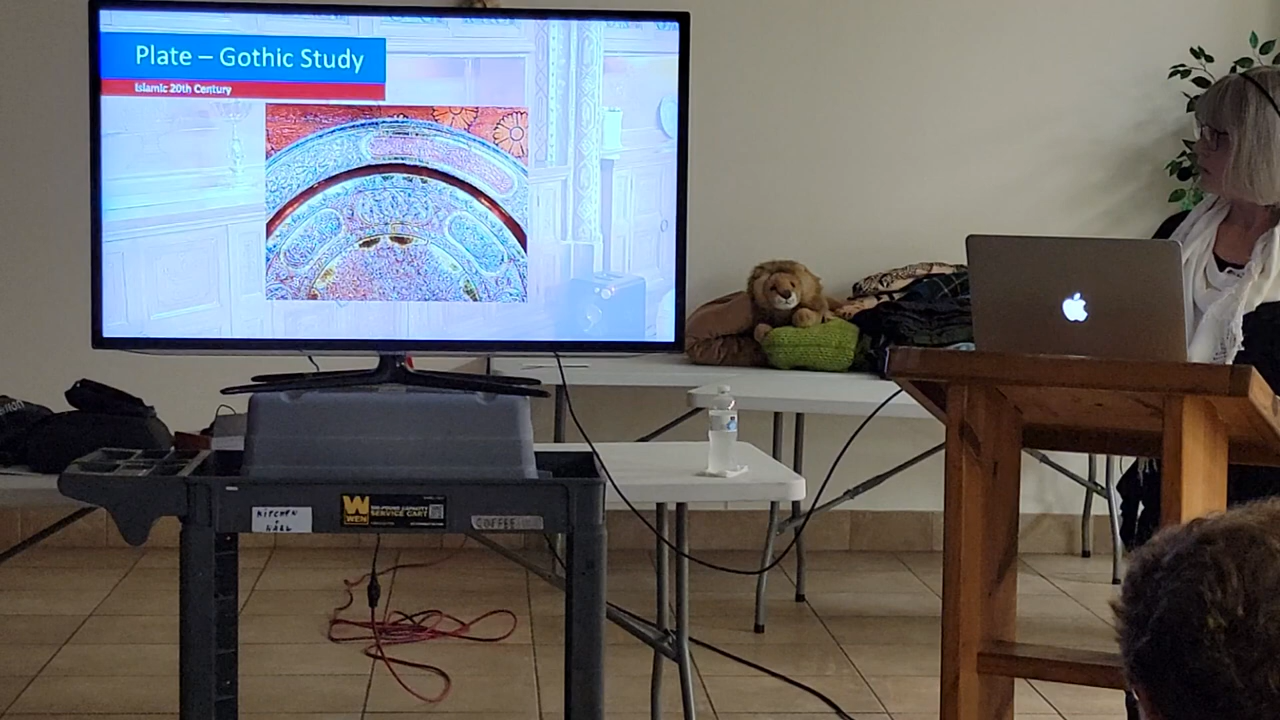 Plate – Gothic Study
Islamic 20th Century
KITCHEN
HALL
W
WEN
SERVICE CART
COFFEE